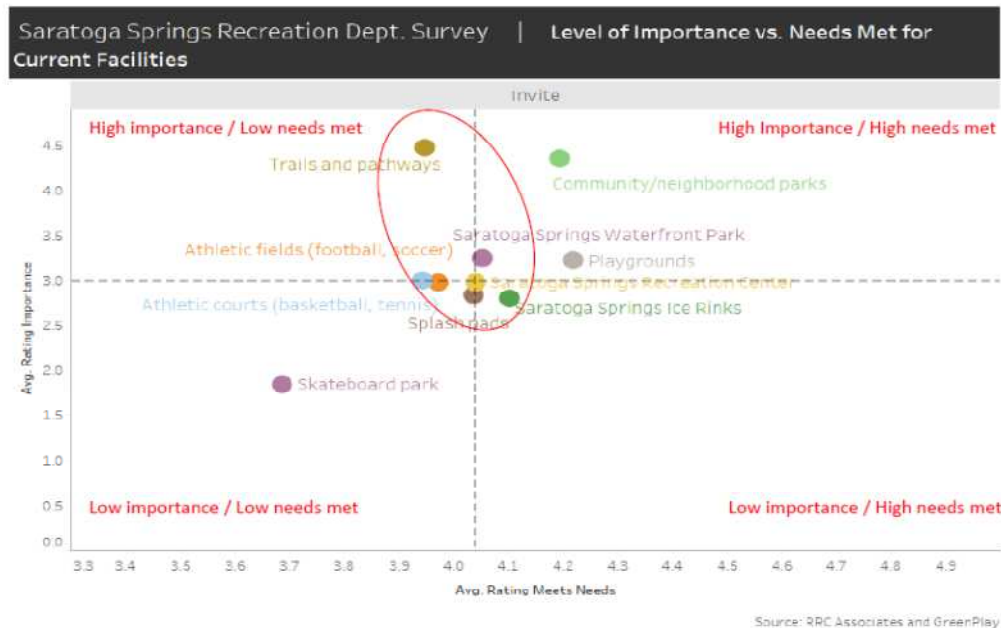 Saratoga Springs Recreation Dept. Survey | Level of Importance vs. Needs Met for
Current Facilities
Invite
High importance / Low needs met
High Importance / High needs met
Trails and pathways
Community/neighborhood parks
Saratoga Springs Waterfront Park
Athletic fields (football, soccer)
Playgrounds
Saratoga Springs Recreation Center
Athletic courts (basketball, tennis)
Saratoga Springs Ice Rinks
Splash pads
Skateboard park
Low importance / Low needs met
Low importance / High needs met
Avg. Rating Importance
4.5
4.0
3.5
3.0
2.5
2.0
1.5
1.0
0.5
0.0
3.3 3.4 3.6 3.7 3.8 3.9 4.0 4.1 4.2 4.3 4.4 4.5 4.6 4.7 4.8 4.9
Avg. Rating Meets Needs
Source: RRC Associates and GreenPlay